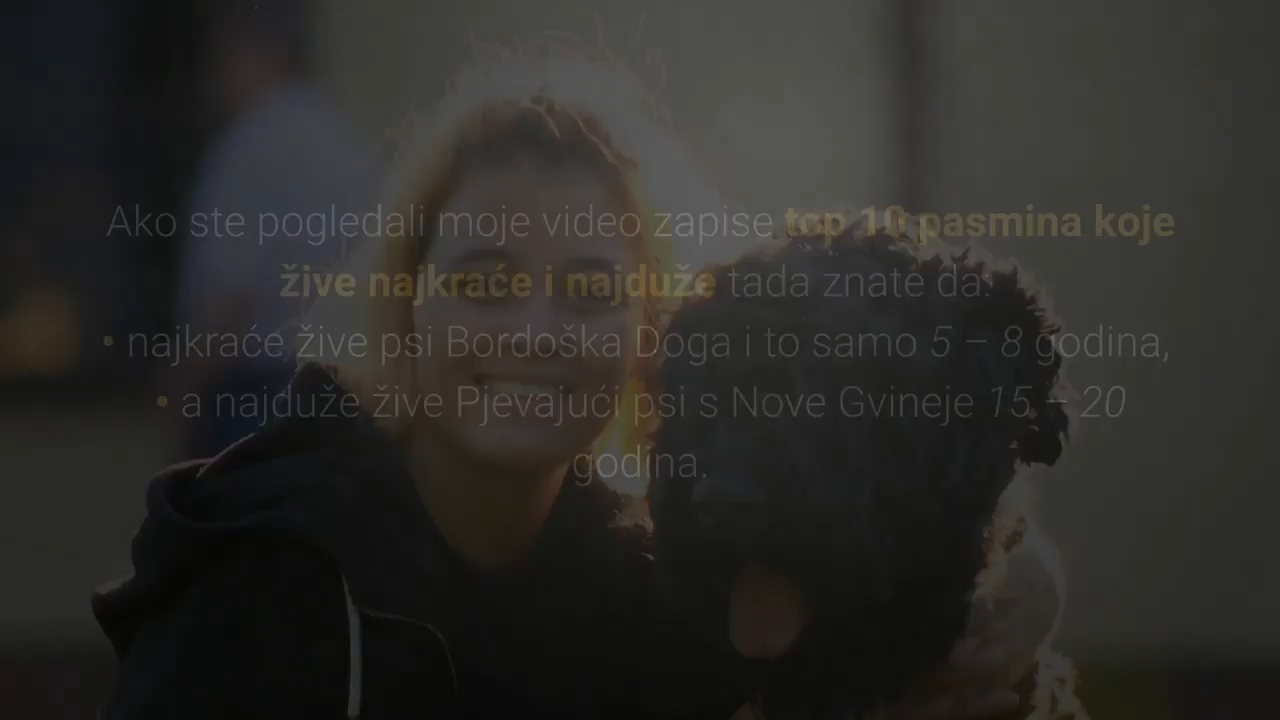 Ako ste pogledali moje video zapise top 10 pasmina koje
žive najkraće i najduže tada znate da:
• najkraće žive psi Bordoška Doga i to samo 5 – 8 godina,
• a najduže žive Pjevajući psi s Nove Gvineje 15 – 20
godina.